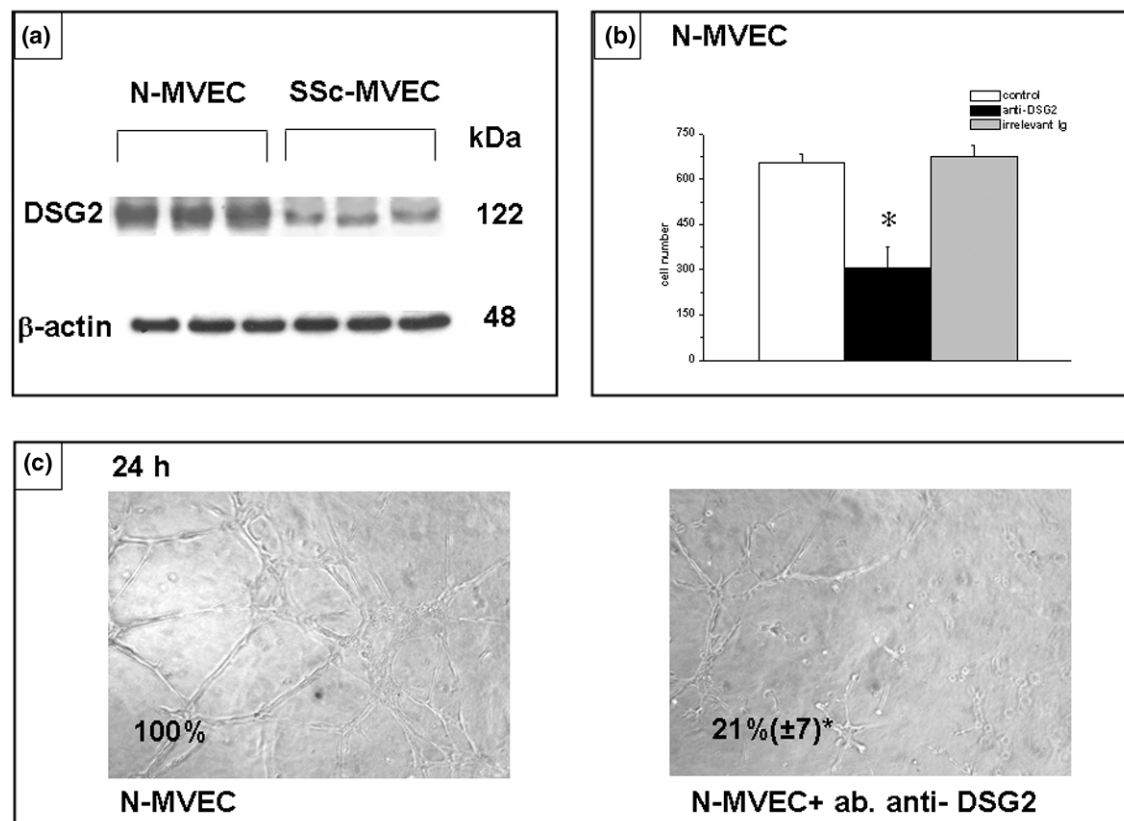 (a)
N-MVEC SSc-MVEC
kDa
DSG2 122
β-actin 48
(b) N-MVEC
control
anti-DSG2
irrelevant Ig
750
600
450
300
150
0
cell number
*
(c) 24 h
100%
N-MVEC
21%(±7)*
N-MVEC+ ab. anti- DSG2